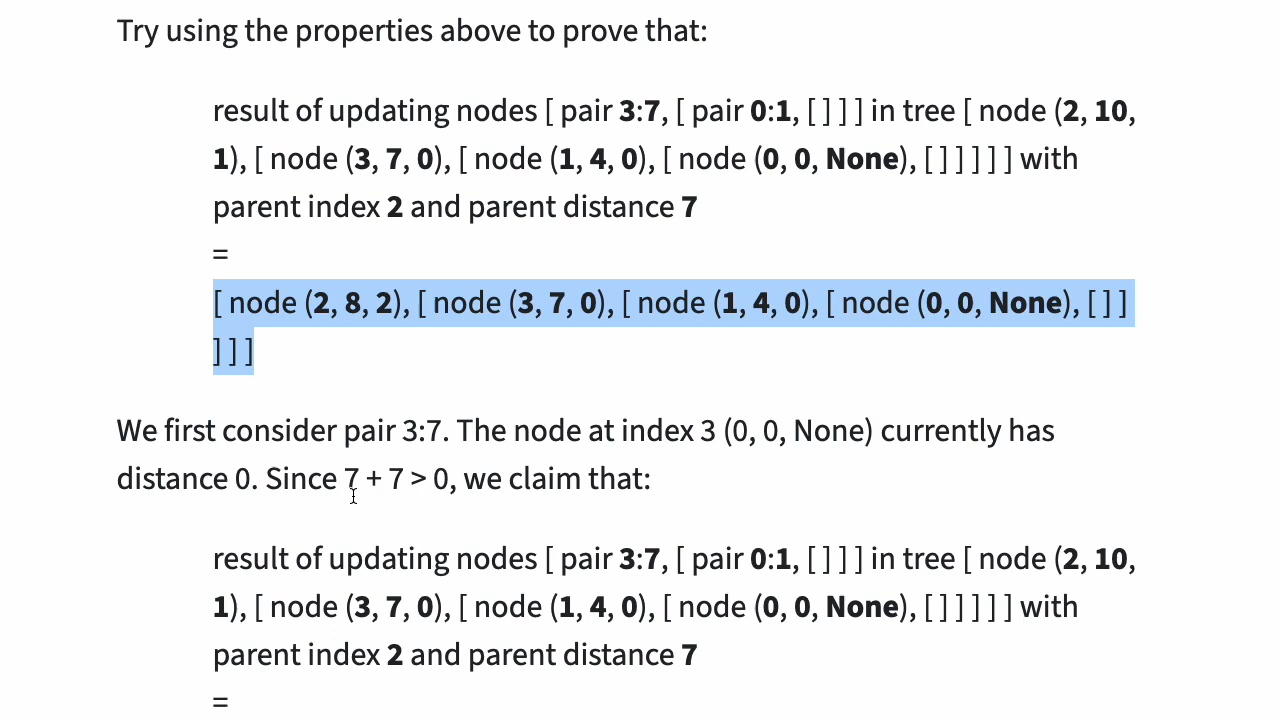 Try using the properties above to prove that:
result of updating nodes [ pair 3:7, [ pair 0:1, [ ] ] ] in tree [ node (2, 10,
1), [ node (3, 7, 0), [ node (1, 4, 0), [ node (0, 0, None), [ ] ] ] ] ] with
parent index 2 and parent distance 7
=
[ node (2, 8, 2), [ node (3, 7, 0), [ node (1, 4, 0), [ node (0, 0, None), [ ] ]
] ] ]
We first consider pair 3:7. The node at index 3 (0, 0, None) currently has
distance 0. Since 7 + 7 > 0, we claim that:
result of updating nodes [ pair 3:7, [ pair 0:1, [ ] ] ] in tree [ node (2, 10,
1), [ node (3, 7, 0), [ node (1, 4, 0), [ node (0, 0, None), [ ] ] ] ] ] with
parent index 2 and parent distance 7
=